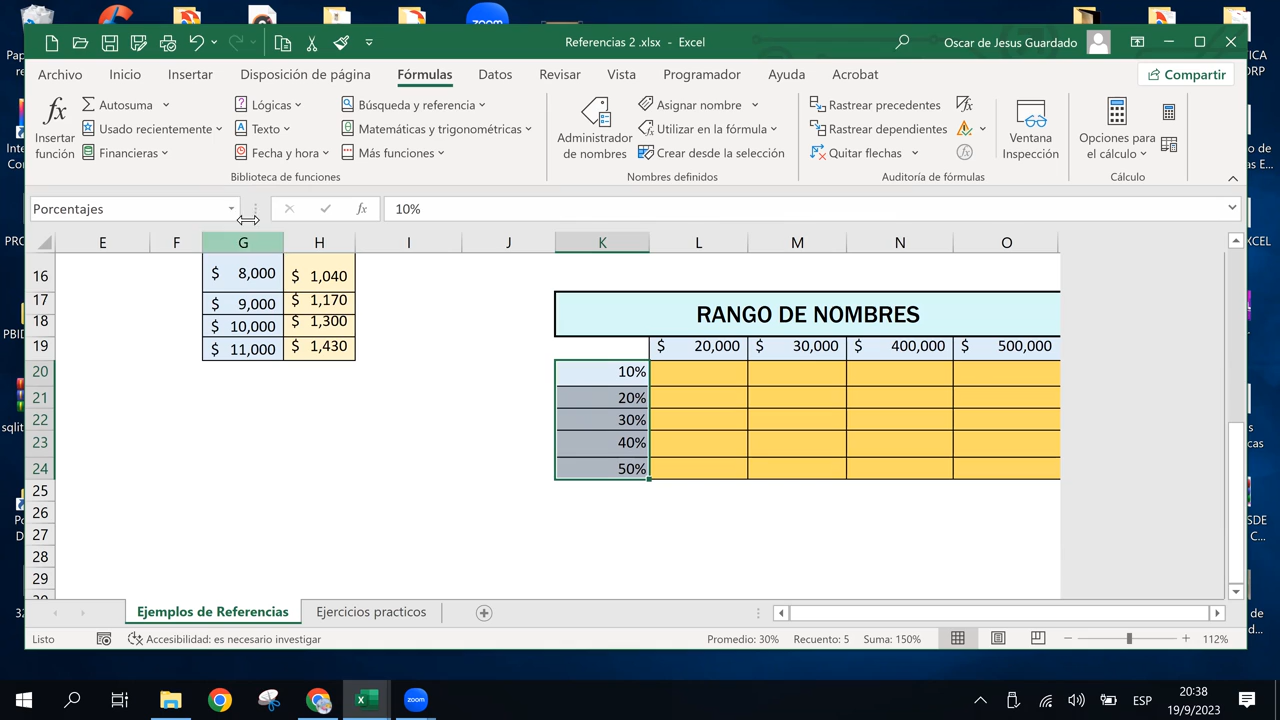 Referencias 2 .xlsx - Excel
Oscar de Jesus Guardado
Archivo Inicio Insertar Disposición de página Fórmulas Datos Revisar Vista Programador Ayuda Acrobat Compartir
Insertar función
Autosuma
Usado recientemente
Financieras
Lógicas
Texto
Fecha y hora
Búsqueda y referencia
Matemáticas y trigonométricas
Más funciones
Biblioteca de funciones
Administrador de nombres
Asignar nombre
Utilizar en la fórmula
Crear desde la selección
Nombres definidos
Rastrear precedentes
Rastrear dependientes
Quitar flechas
Auditoría de fórmulas
Ventana Inspección
Opciones para el cálculo
Cálculo
Porcentajes fx 10%
E F G H I J K L M N O
16 $ 8,000 $ 1,040
17 $ 9,000 $ 1,170
18 $ 10,000 $ 1,300
RANGO DE NOMBRES
19 $ 11,000 $ 1,430 $ 20,000 $ 30,000 $ 400,000 $ 500,000
20 10%
21 20%
22 30%
23 40%
24 50%
25
26
27
28
29
Ejemplos de Referencias Ejercicios practicos
Listo Accesibilidad: es necesario investigar Promedio: 30% Recuento: 5 Suma: 150% 112%
zoom
ESP
20:38
19/9/2023